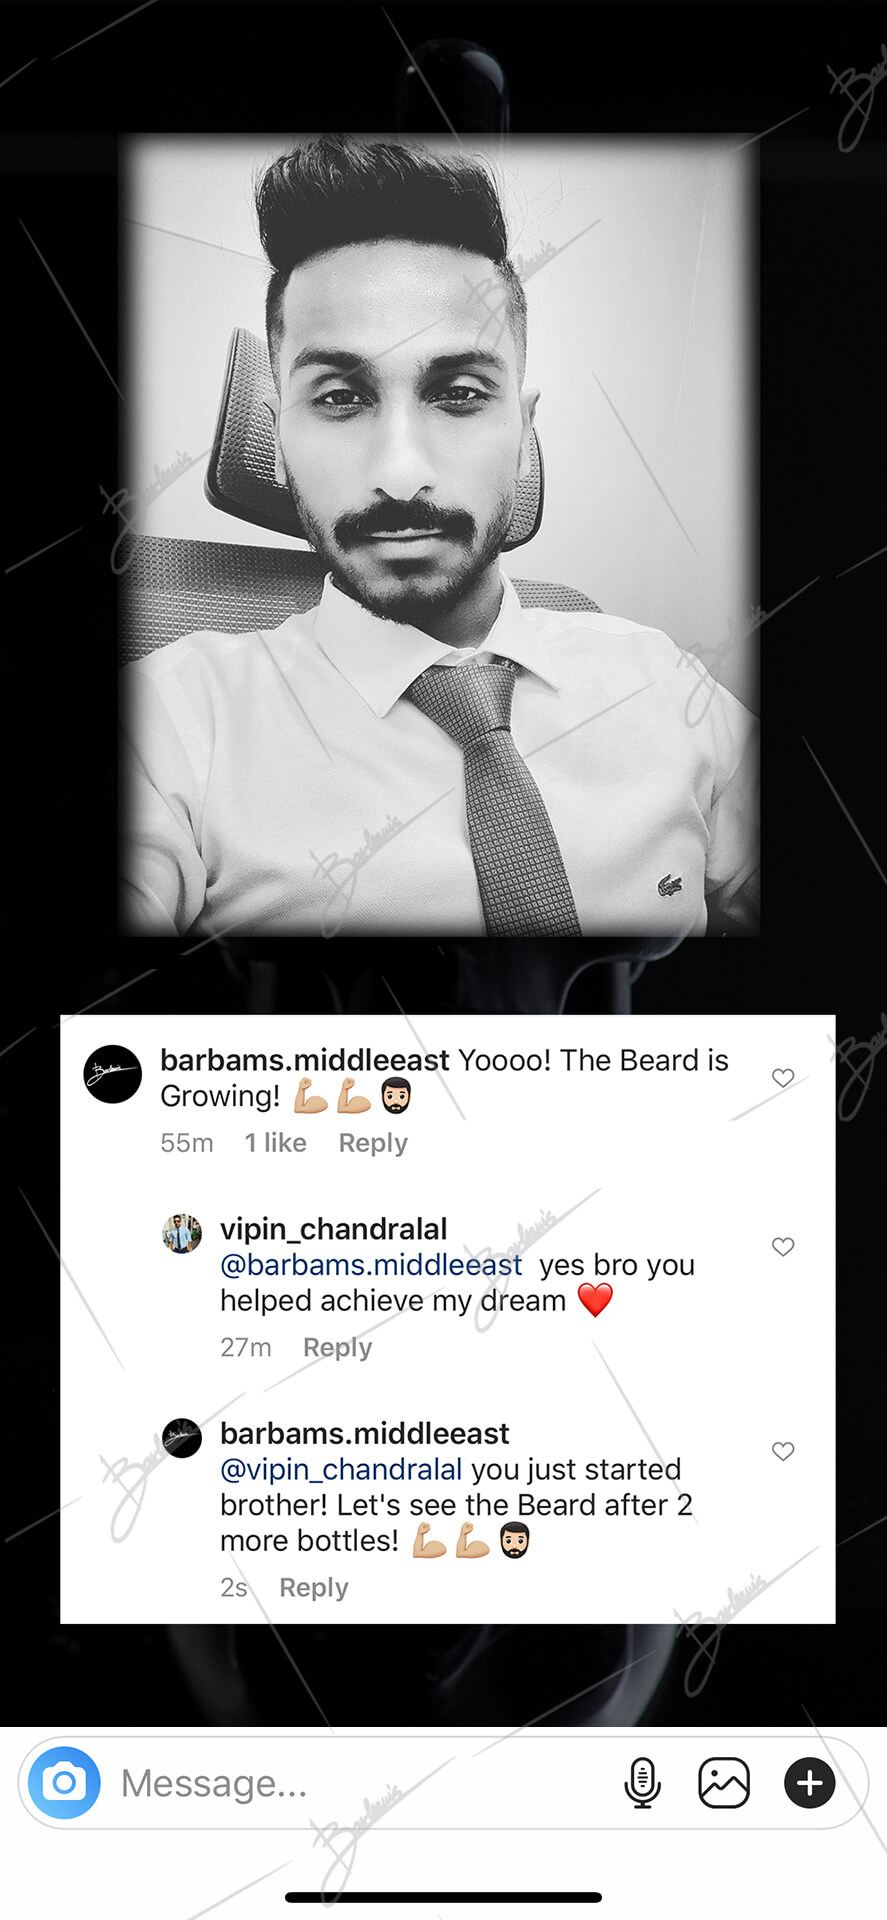 barbams.middleeast Yoooo! The Beard is
Growing! 💪🏼💪🏼🧔🏻
55m 1 like Reply
vipin_chandralal
@barbams.middleeast yes bro you
helped achieve my dream ❤️
27m Reply
barbams.middleeast
@vipin_chandralal you just started
brother! Let's see the Beard after 2
more bottles! 💪🏼💪🏼🧔🏻
2s Reply
Message...